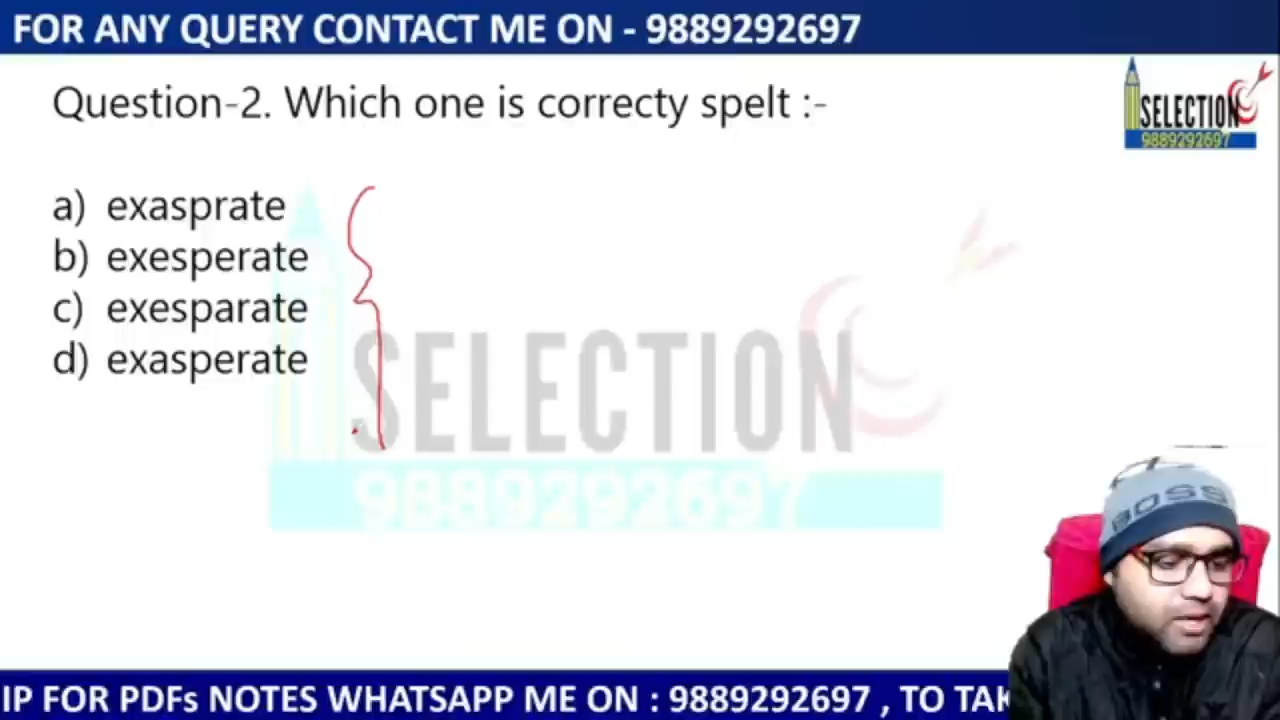 FOR ANY QUERY CONTACT ME ON - 9889292697
SELECTION
9889292697
Question-2. Which one is correcty spelt :-
a) exasprate
b) exesperate
c) exesparate
d) exasperate
SELECTION
9889292697
BOSS
IP FOR PDFs NOTES WHATSAPP ME ON : 9889292697 , TO TAK